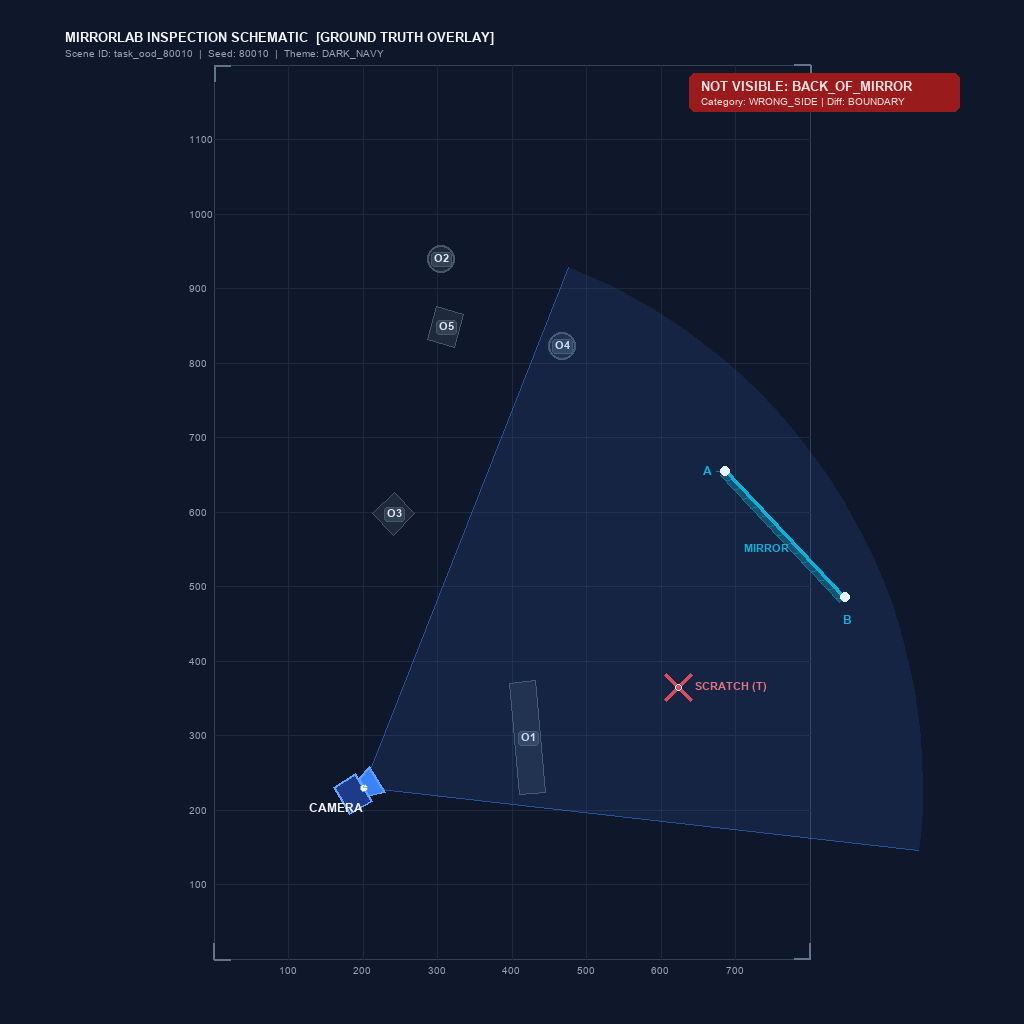 MIRRORLAB INSPECTION SCHEMATIC [GROUND TRUTH OVERLAY]
Scene ID: task_ood_80010 | Seed: 80010 | Theme: DARK_NAVY
NOT VISIBLE: BACK_OF_MIRROR
Category: WRONG_SIDE | Diff: BOUNDARY
1100
1000
O2
900
O5
O4
800
700
A
600
O3
MIRROR
500
B
400
SCRATCH (T)
300
O1
CAMERA
200
100
100 200 300 400 500 600 700